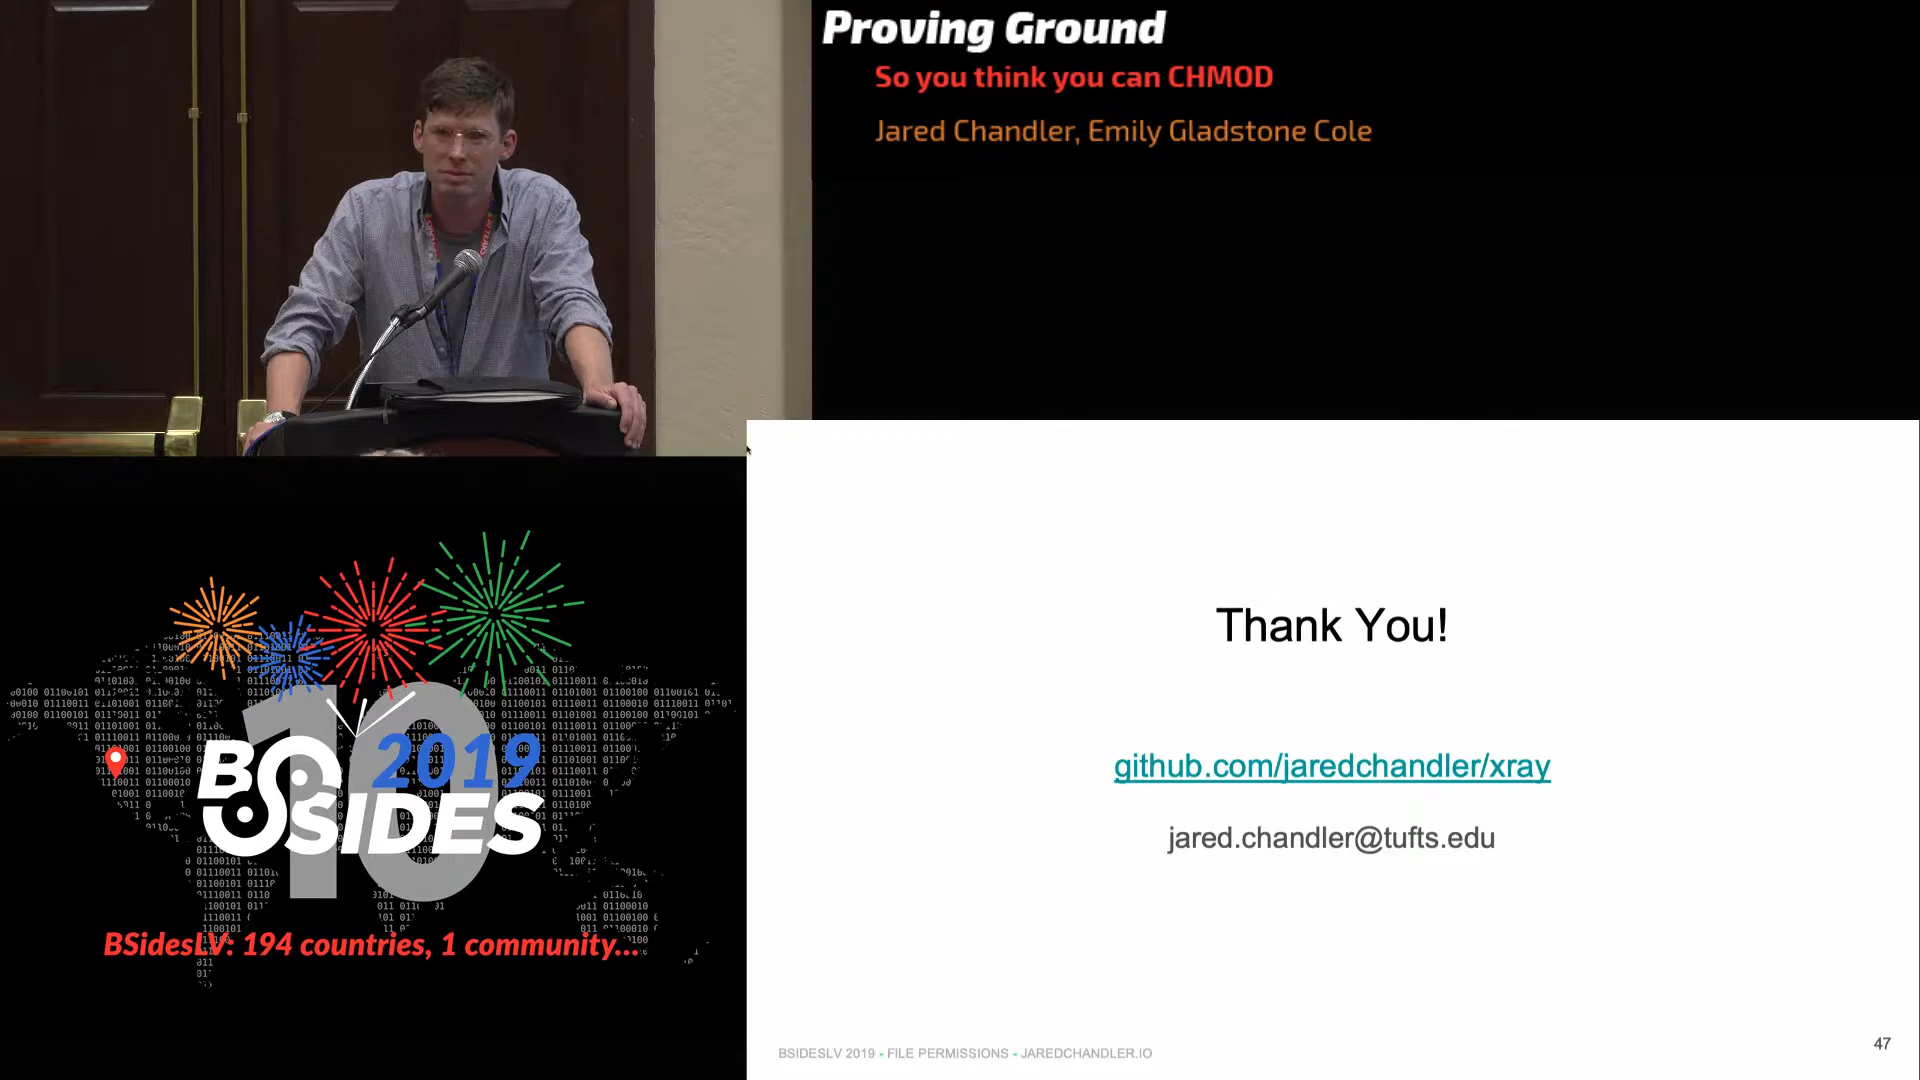 Proving Ground
So you think you can CHMOD
Jared Chandler, Emily Gladstone Cole
Thank You!
github.com/jaredchandler/xray
jared.chandler@tufts.edu
BSIDESLV 2019 - FILE PERMISSIONS - JAREDCHANDLER.IO
47
10
2019
BSIDES
BSidesLV: 194 countries, 1 community...